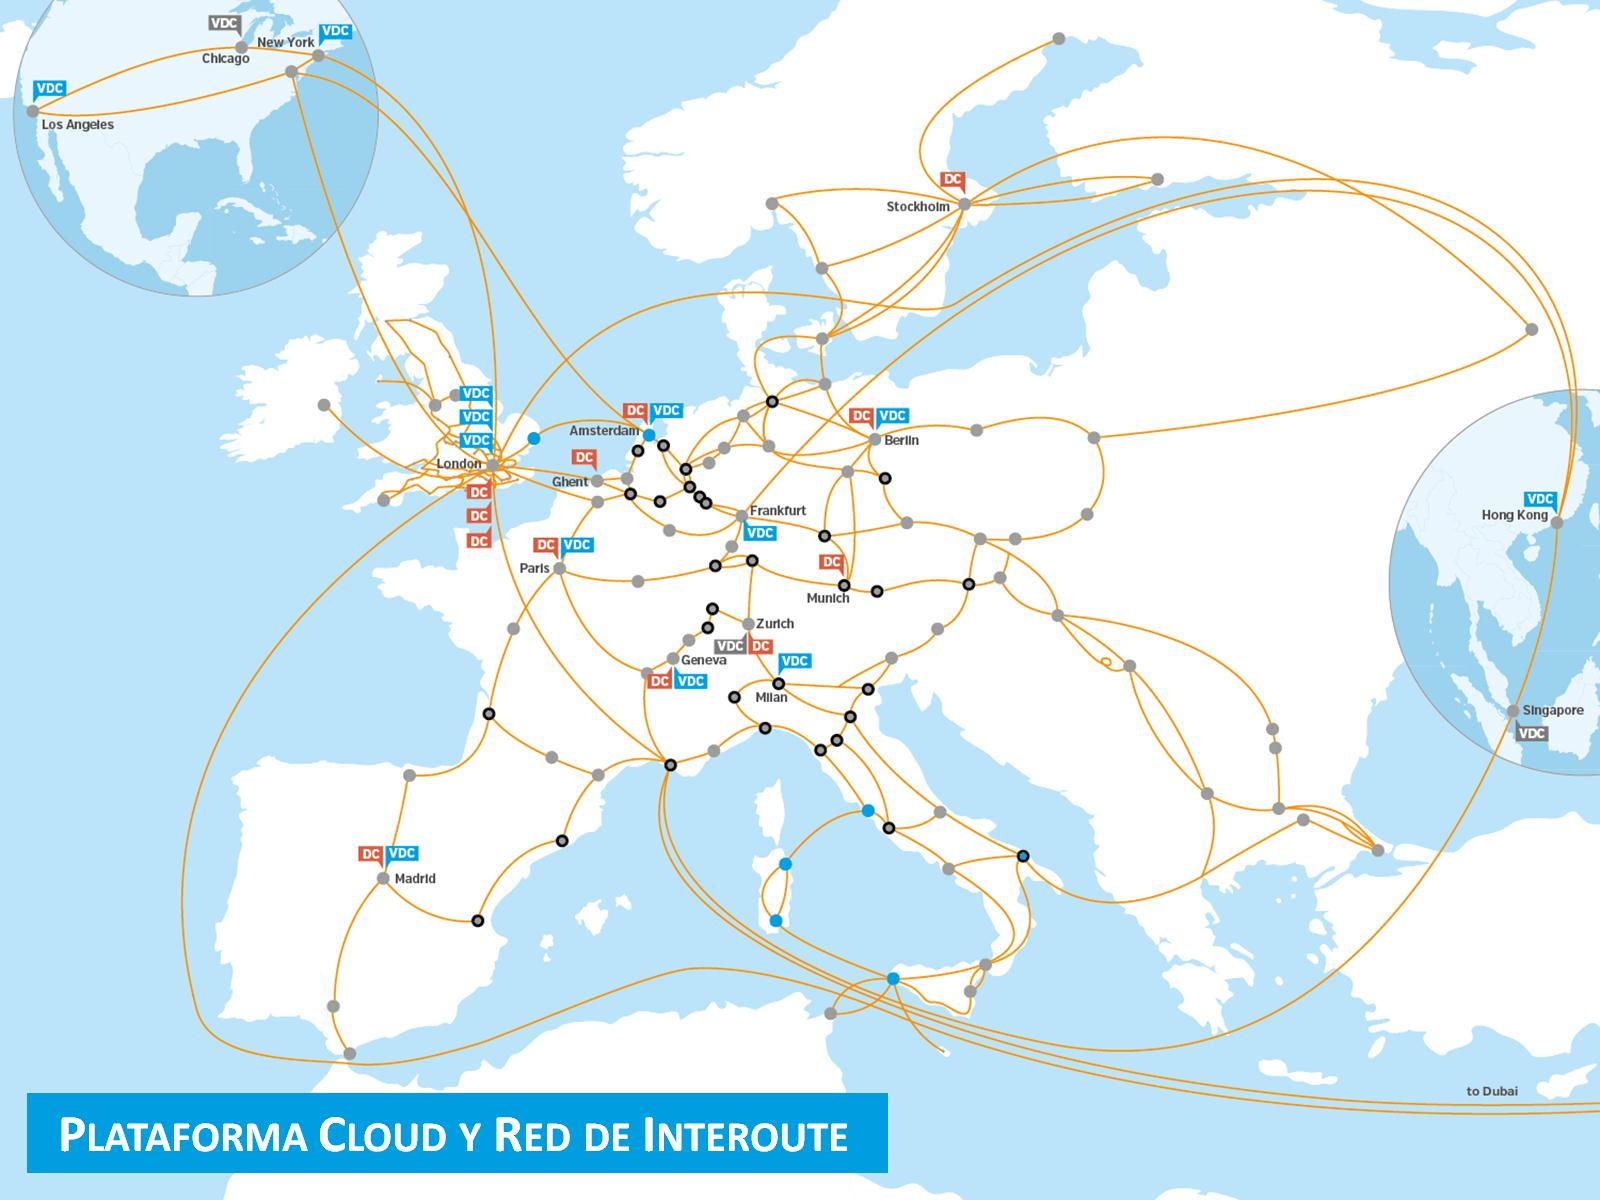 VDC
New York
VDC
Chicago
VDC
Los Angeles
DC
Stockholm
VDC
VDC
VDC
London
DC
DC
DC
DC VDC
Amsterdam
DC
Ghent
DC VDC
Berlin
Frankfurt
VDC
DC VDC
Paris
DC
Munich
Zurich
VDC DC
Geneva
DC VDC
VDC
Milan
DC VDC
Madrid
VDC
Hong Kong
Singapore
VDC
to Dubai
PLATAFORMA CLOUD Y RED DE INTEROUTE